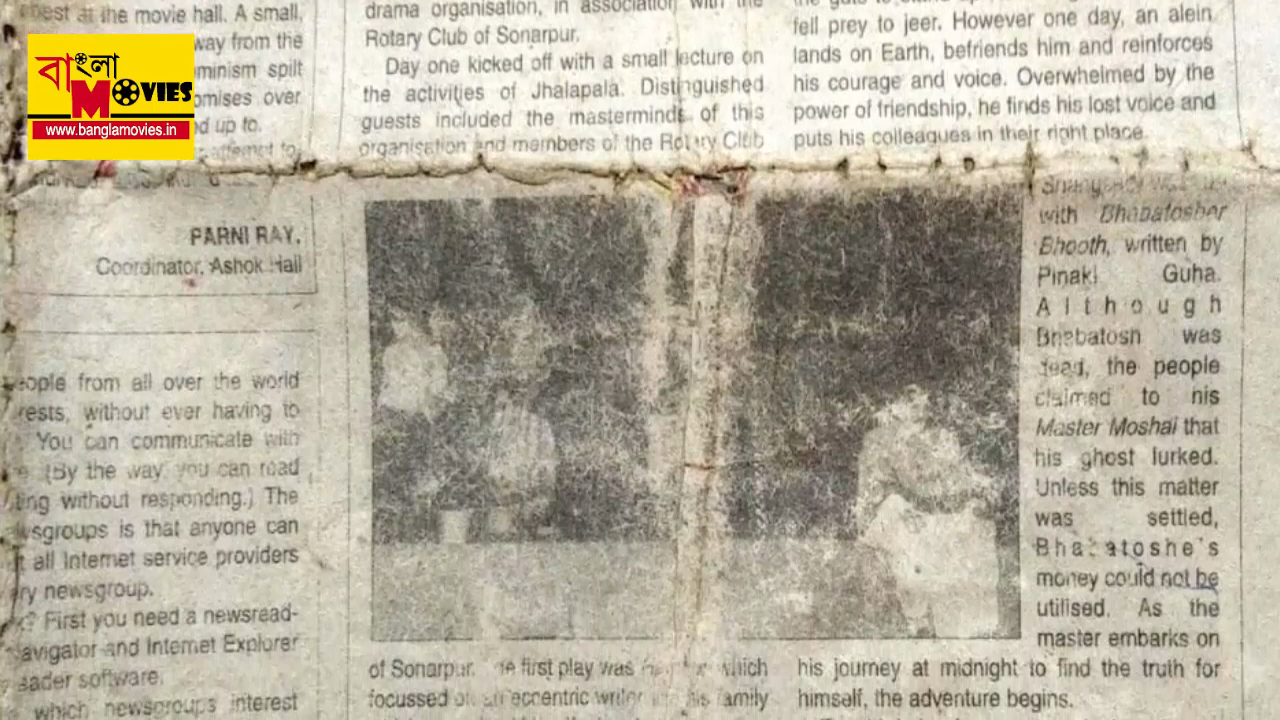 বাংলা
MOVIES
www.banglamovies.in
at the movie hall. A small,
way from the
spilt
over
up to.
PARNI RAY,
Coordinator, Ashok Hall
people from all over the world
without ever having to
You can communicate with
(By the way you can read
without responding.) The
newsgroups is that anyone can
all Internet service providers
newsgroup.
First you need a newsread-
and Internet Explorer
software.
which newsgroups interest
drama organisation, in association with the
Rotary Club of Sonarpur.
Day one kicked off with a small lecture on
the activities of Jhalapala. Distinguished
guests included the masterminds of this
organisation and members of the Rotary Club
of Sonarpur. The first play was which
focussed on an eccentric writer his family
fell prey to jeer. However one day, an alein
lands on Earth, befriends him and reinforces
his courage and voice. Overwhelmed by the
power of friendship, he finds his lost voice and
puts his colleagues in their right place.
with Bhabatosher
Bhooth, written by
Pinaki Guha.
Although
Bhabatosh was
dead, the people
claimed to his
Master Moshai that
his ghost lurked.
Unless this matter
was settled,
Bhabatoshe's
money could not be
utilised. As the
master embarks on
his journey at midnight to find the truth for
himself, the adventure begins.